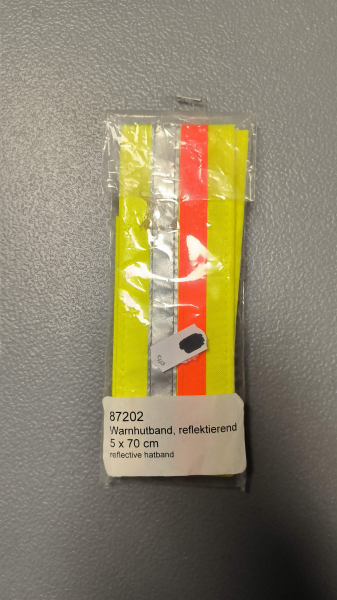 87202
Warnhutband, reflektierend
5 x 70 cm
reflective hatband